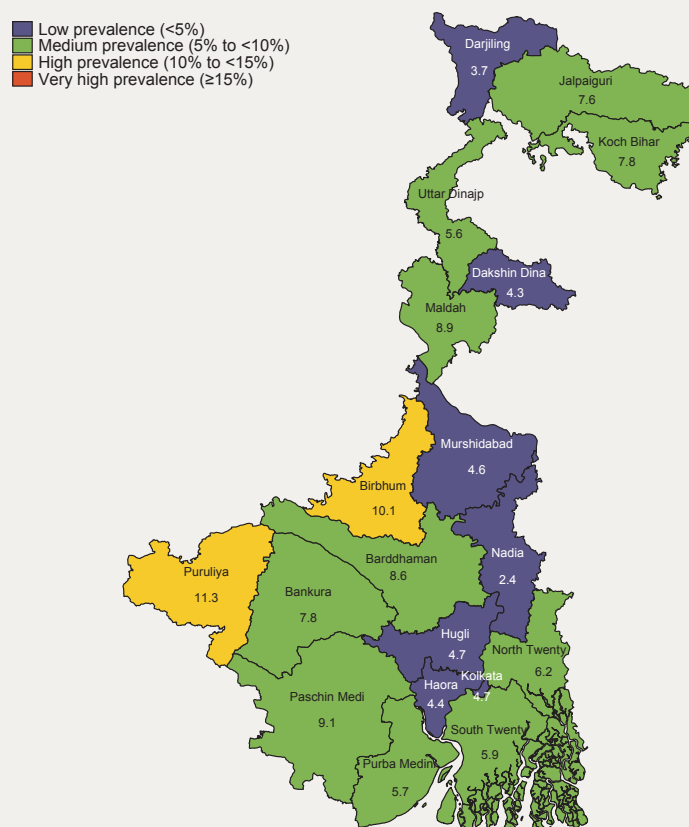 Low prevalence (<5%)
Medium prevalence (5% to <10%)
High prevalence (10% to <15%)
Very high prevalence (≥15%)
Darjiling
3.7
Jalpaiguri
7.6
Koch Bihar
7.8
Uttar Dinajp
5.6
Dakshin Dina
4.3
Maldah
8.9
Murshidabad
4.6
Birbhum
10.1
Barddhaman
8.6
Nadia
2.4
Puruliya
11.3
Bankura
7.8
Hugli
4.7
North Twenty
6.2
Kolkata
4.7
Haora
4.4
Paschin Medi
9.1
South Twenty
5.9
Purba Medini
5.7